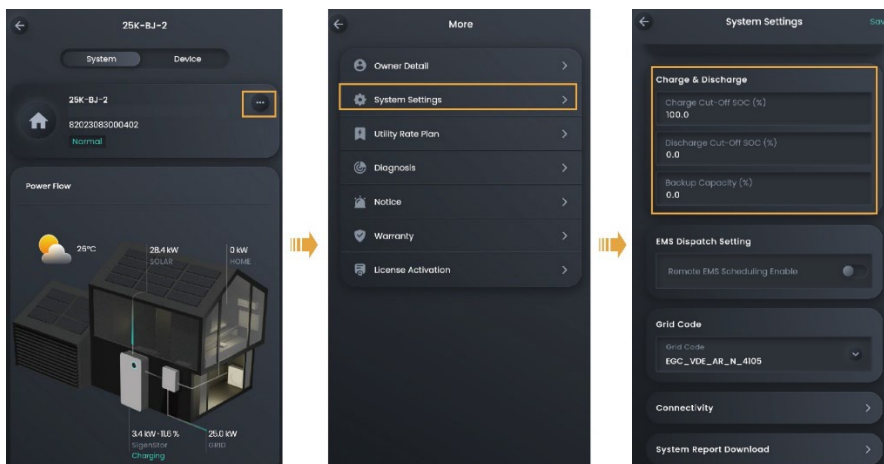 25K-BJ-2
System
Device
25K-BJ-2
82023083000402
Normal
Power Flow
26°C
28.4 kW
SOLAR
0 kW
HOME
3.4 kW·11.6 %
SigenStor
Charging
25.0 kW
GRID
More
Owner Detail
System Settings
Utility Rate Plan
Diagnosis
Notice
Warranty
License Activation
System Settings
Sav
Charge & Discharge
Charge Cut-Off SOC (%)
100.0
Discharge Cut-Off SOC (%)
0.0
Backup Capacity (%)
0.0
EMS Dispatch Setting
Remote EMS Scheduling Enable
Grid Code
Grid Code
EGC_VDE_AR_N_4105
Connectivity
System Report Download